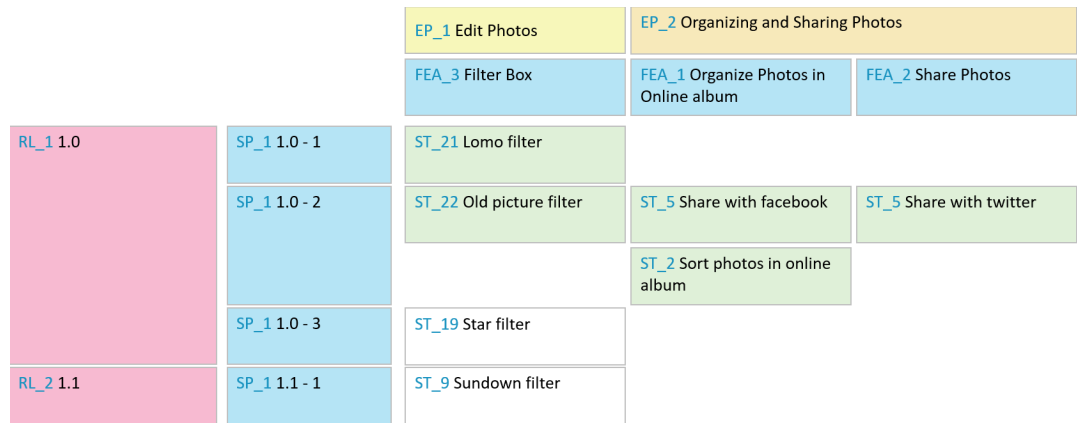 EP_1 Edit Photos
EP_2 Organizing and Sharing Photos
FEA_3 Filter Box
FEA_1 Organize Photos in
Online album
FEA_2 Share Photos
RL_1 1.0
SP_1 1.0 - 1
ST_21 Lomo filter
SP_1 1.0 - 2
ST_22 Old picture filter
ST_5 Share with facebook
ST_5 Share with twitter
ST_2 Sort photos in online
album
SP_1 1.0 - 3
ST_19 Star filter
RL_2 1.1
SP_1 1.1 - 1
ST_9 Sundown filter